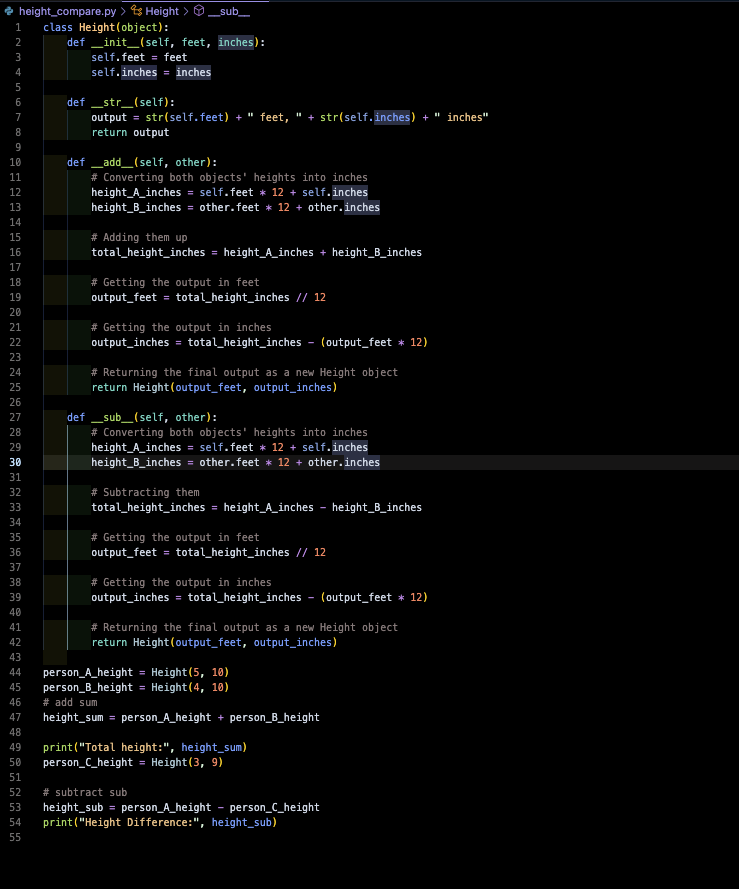 height_compare.py > Height > __sub__
1 class Height(object):
2     def __init__(self, feet, inches):
3         self.feet = feet
4         self.inches = inches
5
6     def __str__(self):
7         output = str(self.feet) + " feet, " + str(self.inches) + " inches"
8         return output
9
10     def __add__(self, other):
11         # Converting both objects' heights into inches
12         height_A_inches = self.feet * 12 + self.inches
13         height_B_inches = other.feet * 12 + other.inches
14
15         # Adding them up
16         total_height_inches = height_A_inches + height_B_inches
17
18         # Getting the output in feet
19         output_feet = total_height_inches // 12
20
21         # Getting the output in inches
22         output_inches = total_height_inches - (output_feet * 12)
23
24         # Returning the final output as a new Height object
25         return Height(output_feet, output_inches)
26
27     def __sub__(self, other):
28         # Converting both objects' heights into inches
29         height_A_inches = self.feet * 12 + self.inches
30         height_B_inches = other.feet * 12 + other.inches
31
32         # Subtracting them
33         total_height_inches = height_A_inches - height_B_inches
34
35         # Getting the output in feet
36         output_feet = total_height_inches // 12
37
38         # Getting the output in inches
39         output_inches = total_height_inches - (output_feet * 12)
40
41         # Returning the final output as a new Height object
42         return Height(output_feet, output_inches)
43
44 person_A_height = Height(5, 10)
45 person_B_height = Height(4, 10)
46 # add sum
47 height_sum = person_A_height + person_B_height
48
49 print("Total height:", height_sum)
50 person_C_height = Height(3, 9)
51
52 # subtract sub
53 height_sub = person_A_height - person_C_height
54 print("Height Difference:", height_sub)
55